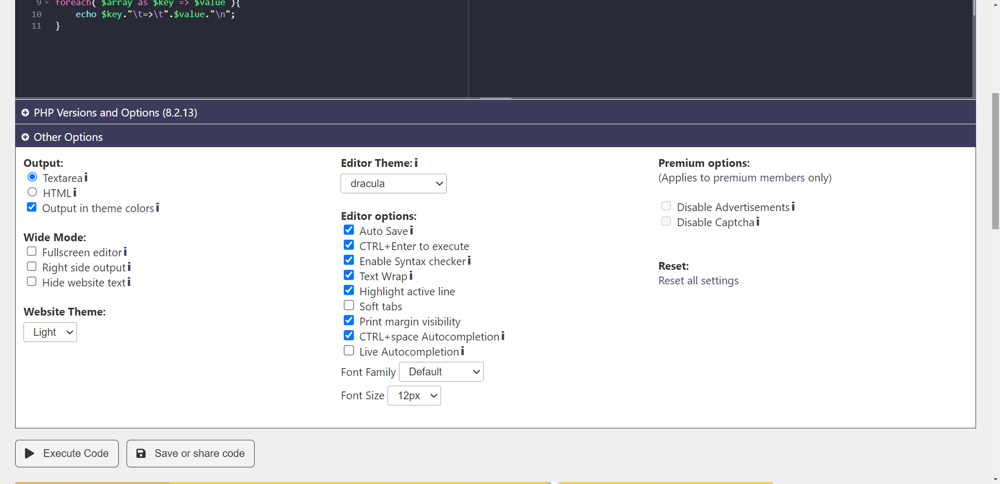 9 foreach( $array as $key => $value ){
10 echo $key."\t=>\t".$value."\n";
11 }
PHP Versions and Options (8.2.13)
Other Options
Output:
Textarea i
HTML i
Output in theme colors i
Wide Mode:
Fullscreen editor i
Right side output i
Hide website text i
Website Theme:
Light
Editor Theme: i
dracula
Editor options:
Auto Save i
CTRL+Enter to execute
Enable Syntax checker i
Text Wrap i
Highlight active line
Soft tabs
Print margin visibility
CTRL+space Autocompletion i
Live Autocompletion i
Font Family Default
Font Size 12px
Premium options:
(Applies to premium members only)
Disable Advertisements i
Disable Captcha i
Reset:
Reset all settings
Execute Code
Save or share code